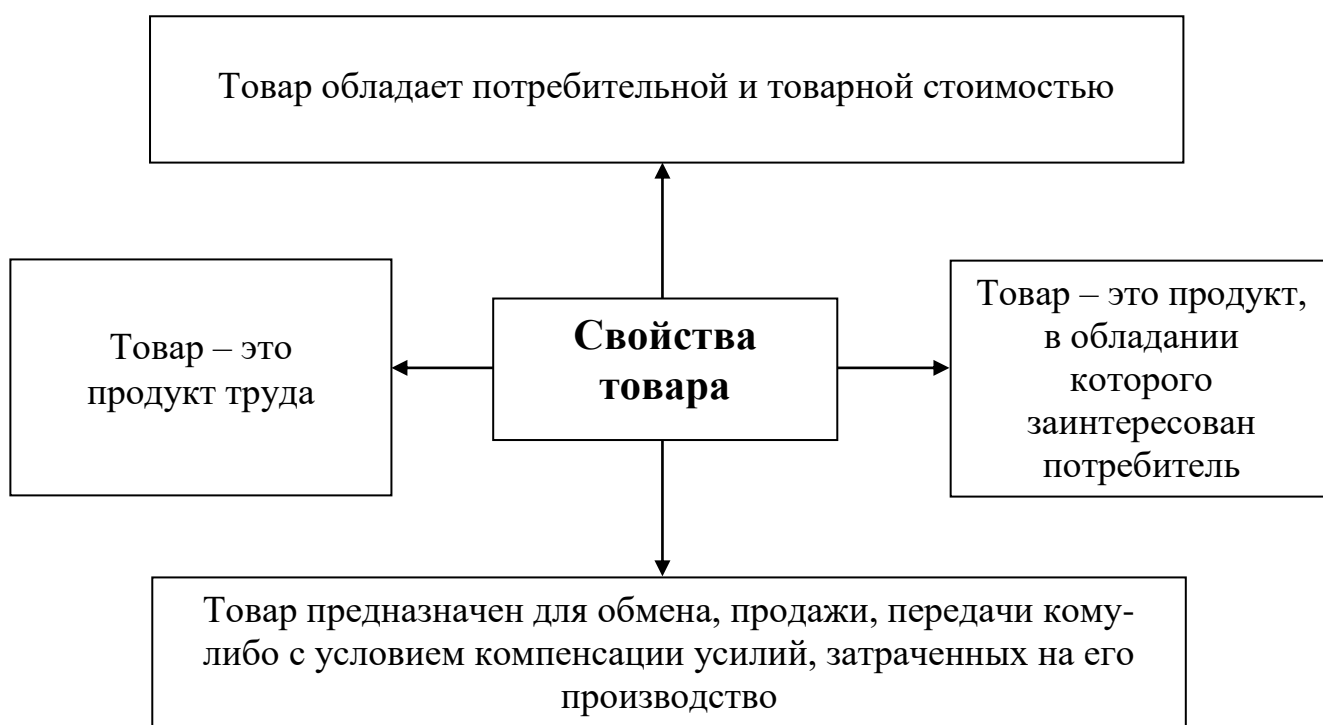 Товар обладает потребительной и товарной стоимостью
Товар – это
продукт труда
Свойства
товара
Товар – это продукт,
в обладании
которого
заинтересован
потребитель
Товар предназначен для обмена, продажи, передачи кому-
либо с условием компенсации усилий, затраченных на его
производство